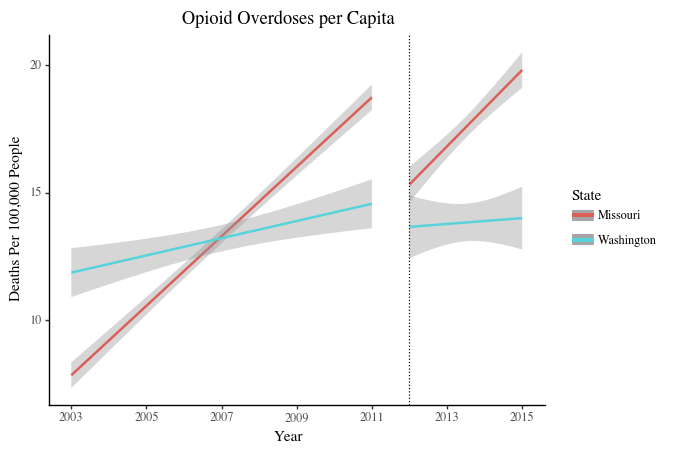 Opioid Overdoses per Capita
Deaths Per 100,000 People
20
15
10
2003 2005 2007 2009 2011 2013 2015
Year
State
Missouri
Washington